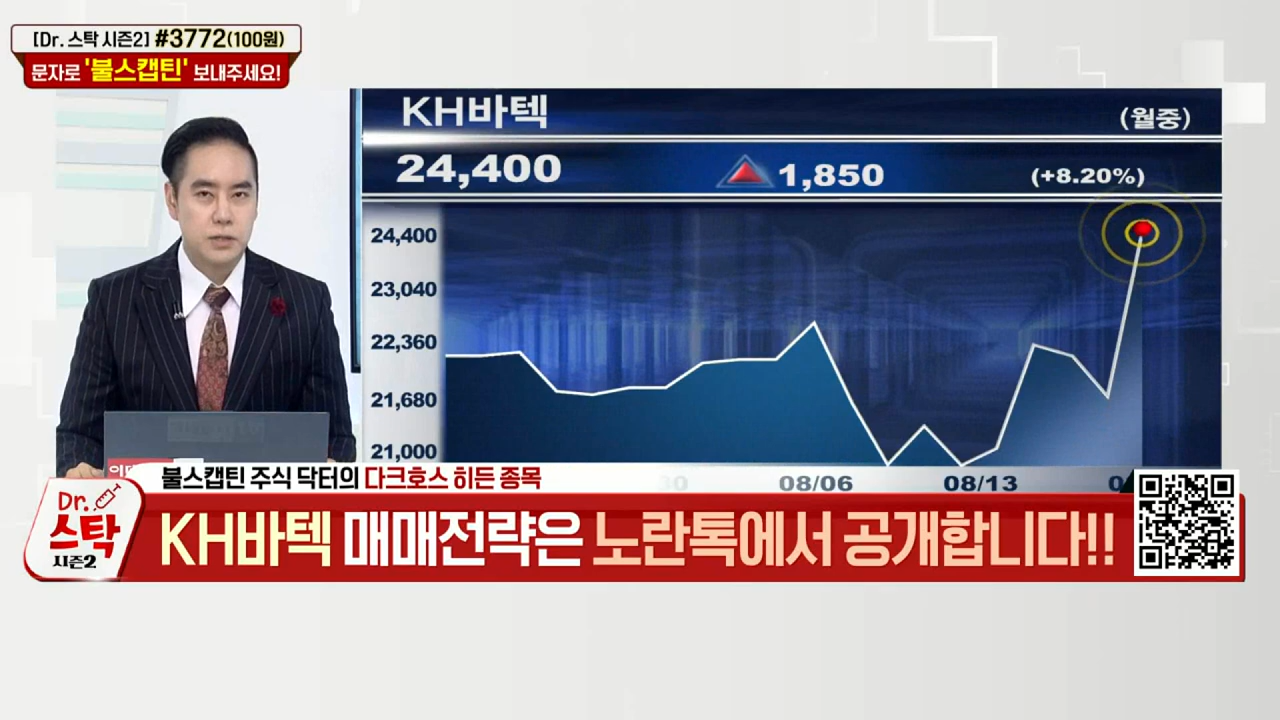 [Dr. 스탁 시즌2] #3772(100원)
문자로 '불스캡틴' 보내주세요!
KH바텍
(월중)
24,400
1,850
(+8.20%)
24,400
23,040
22,360
21,680
21,000
30
08/06
08/13
불스캡틴 주식 닥터의 다크호스 히든 종목
Dr.
스탁
시즌2
KH바텍 매매전략은 노란톡에서 공개합니다!!